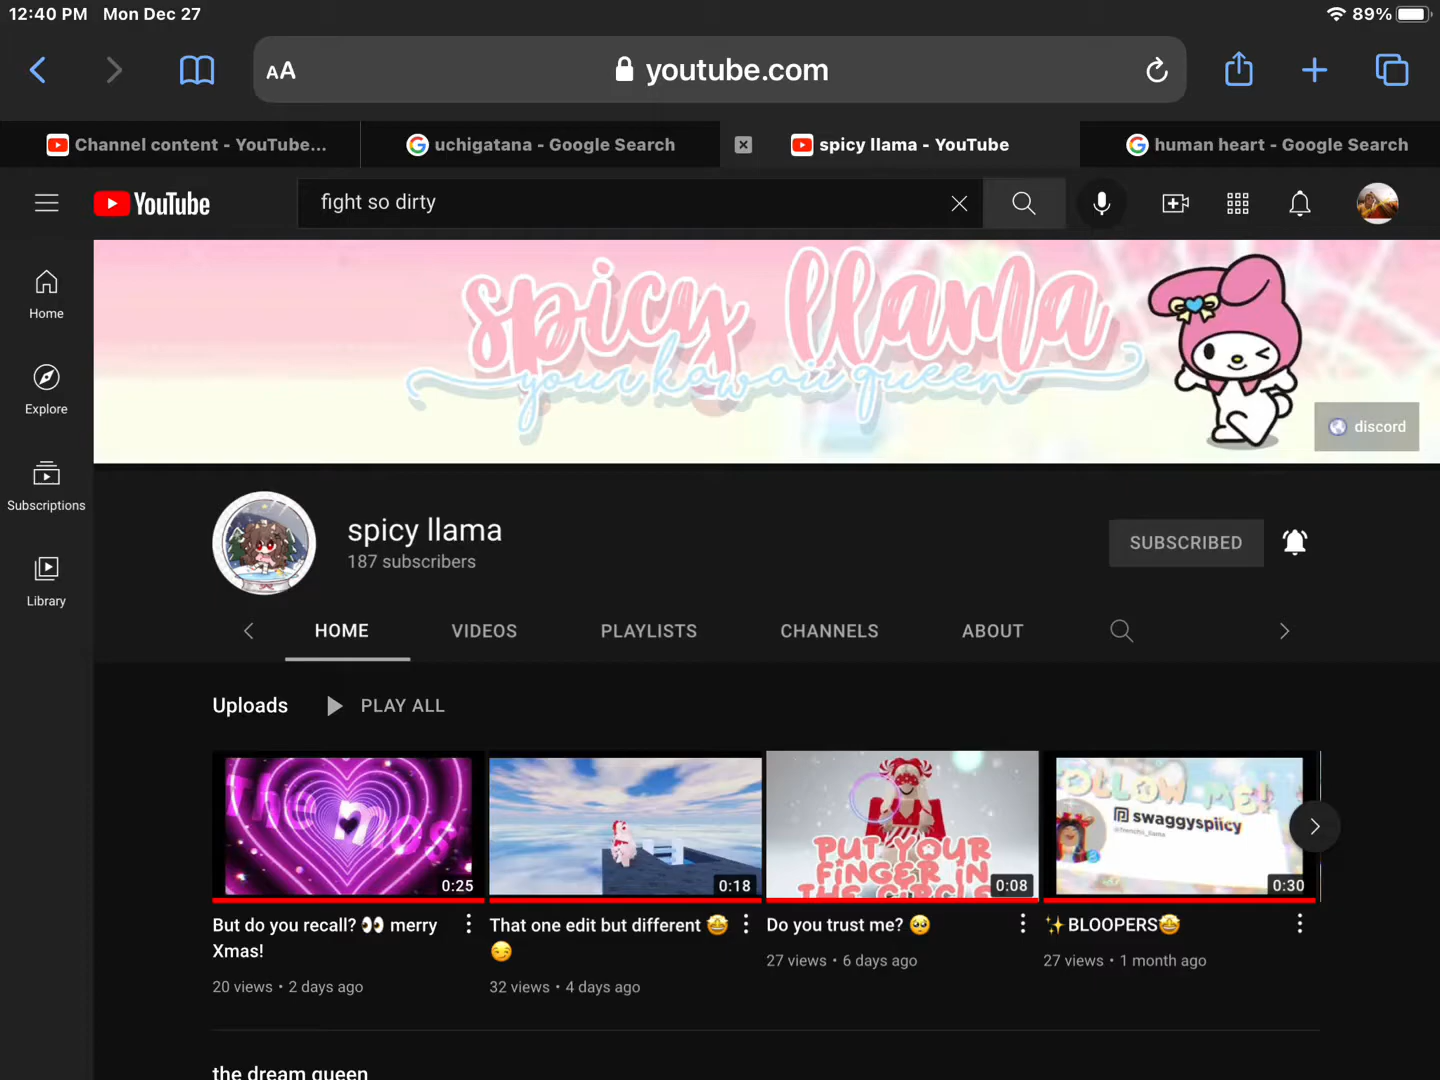 12:40 PM Mon Dec 27
89%
AA
youtube.com
Channel content - YouTube...
uchigatana - Google Search
spicy llama - YouTube
human heart - Google Search
YouTube
fight so dirty
spicy llama
your kawaii queen
discord
Home
Explore
Subscriptions
Library
spicy llama
187 subscribers
SUBSCRIBED
HOME
VIDEOS
PLAYLISTS
CHANNELS
ABOUT
Uploads
PLAY ALL
0:25
0:18
PUT YOUR
FINGER IN
THE CIRCLE
0:08
FOLLOW ME!
swaggyspiicy
@frenchii_llama
0:30
But do you recall? 👀 merry
Xmas!
20 views • 2 days ago
That one edit but different 🤩
😏
32 views • 4 days ago
Do you trust me? 🥺
27 views • 6 days ago
✨BLOOPERS🤩
27 views • 1 month ago
the dream queen